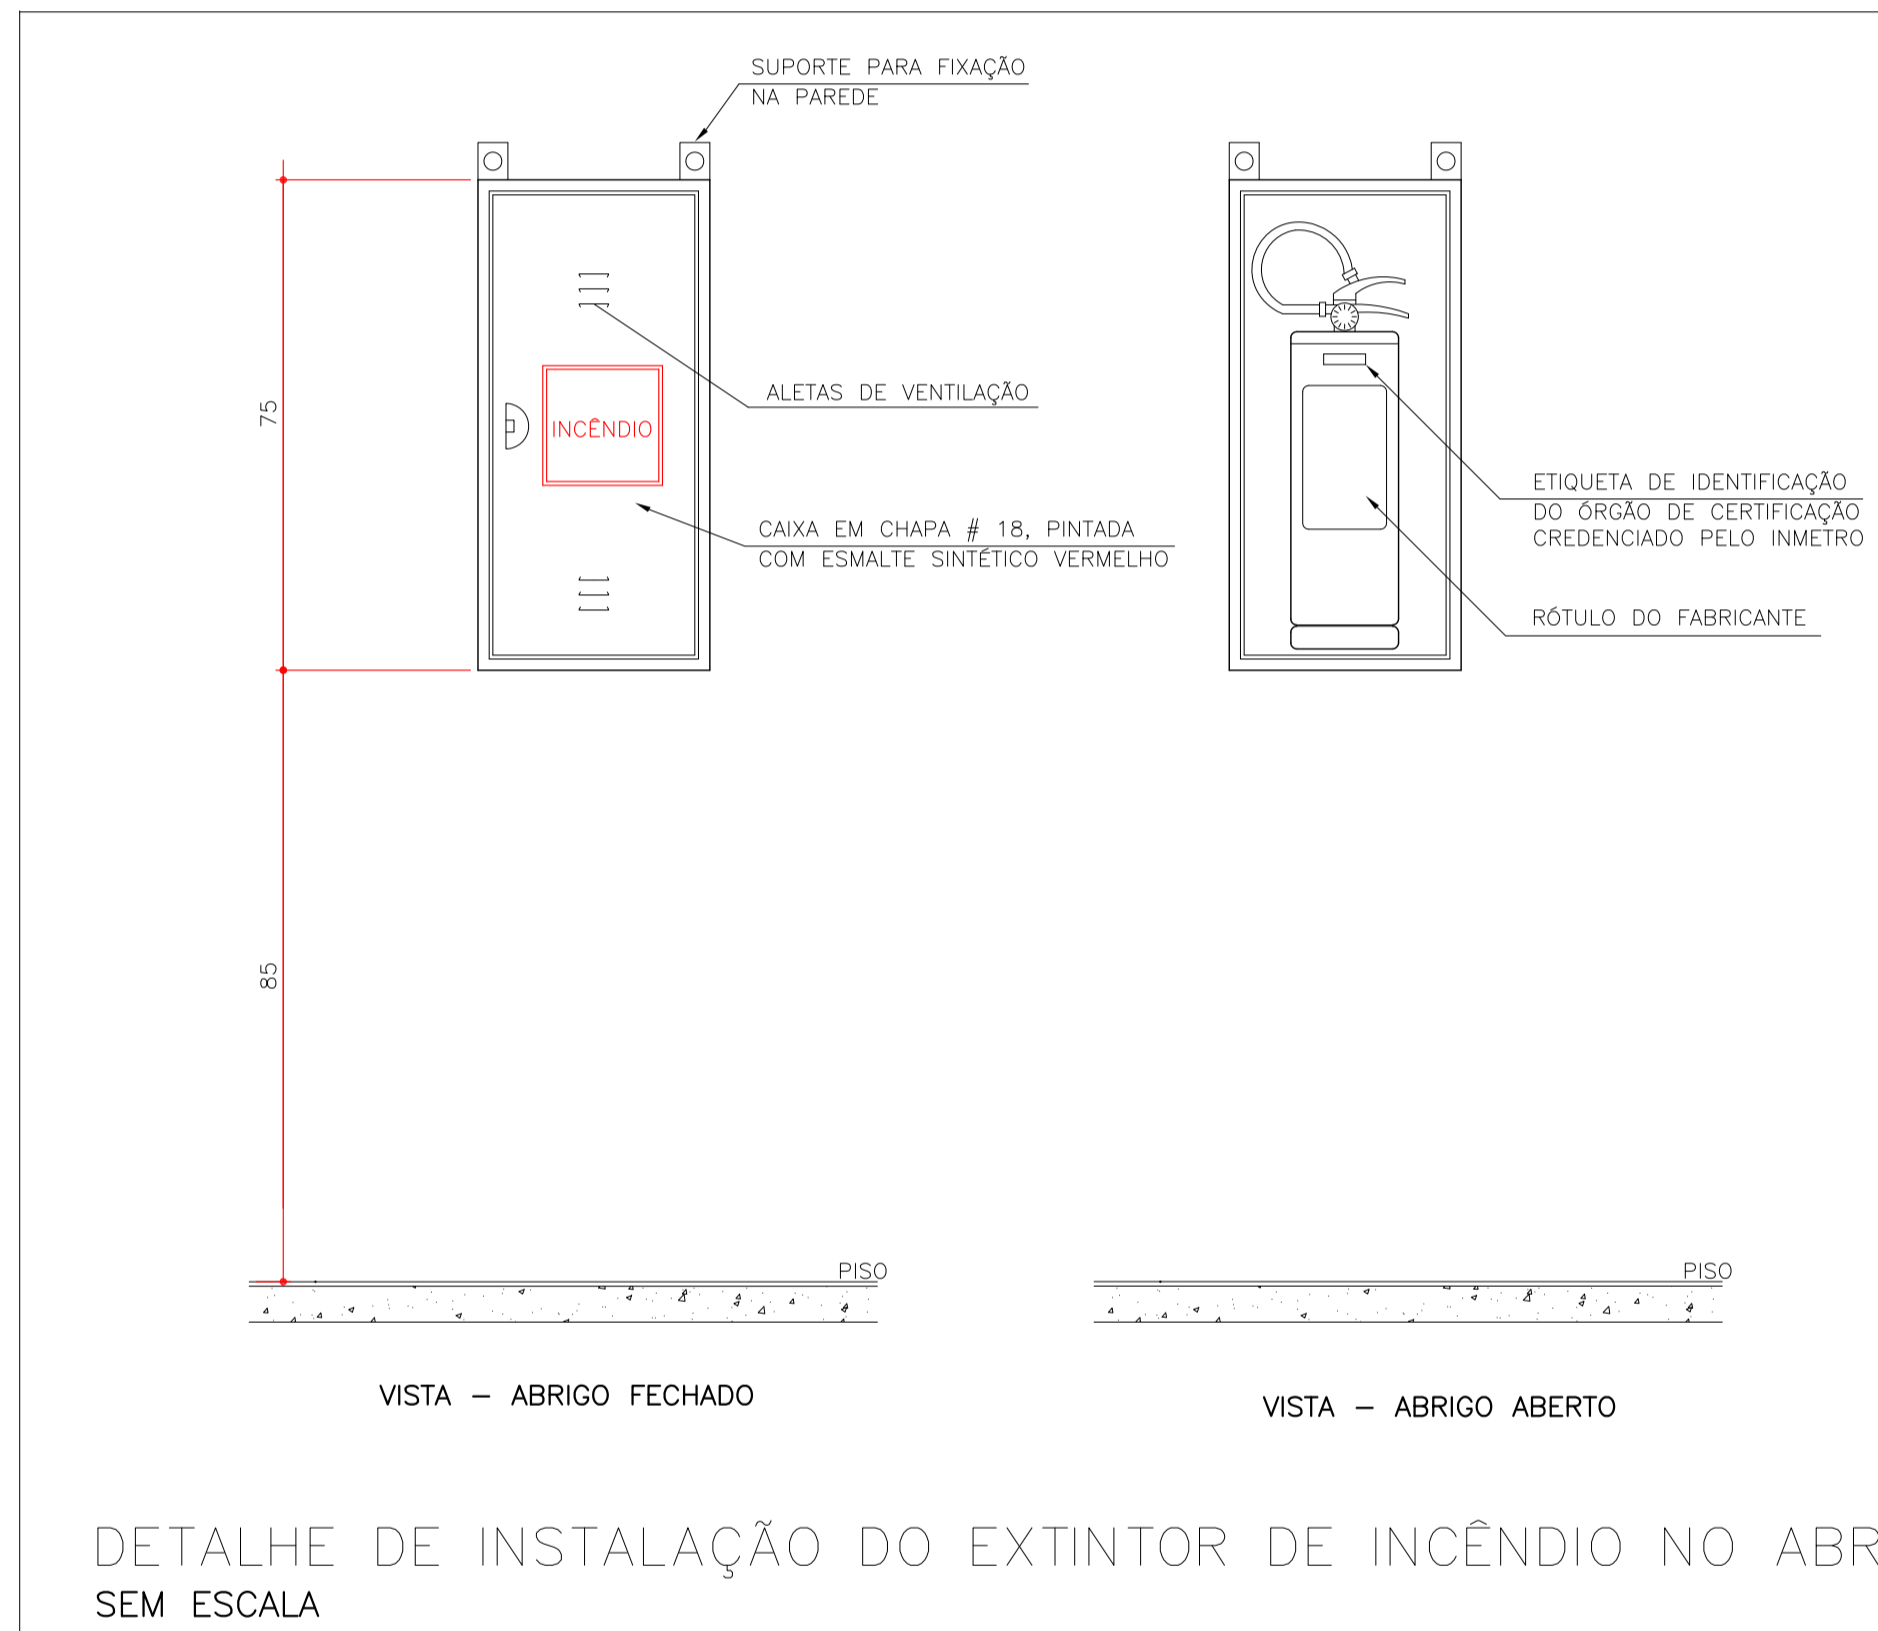 SUPORTE PARA FIXAÇÃO
NA PAREDE
75
INCÊNDIO
ALETAS DE VENTILAÇÃO
CAIXA EM CHAPA # 18, PINTADA
COM ESMALTE SINTÉTICO VERMELHO
ETIQUETA DE IDENTIFICAÇÃO
DO ÓRGÃO DE CERTIFICAÇÃO
CREDENCIADO PELO INMETRO
RÓTULO DO FABRICANTE
85
PISO
PISO
VISTA – ABRIGO FECHADO
VISTA – ABRIGO ABERTO
DETALHE DE INSTALAÇÃO DO EXTINTOR DE INCÊNDIO NO ABR
SEM ESCALA